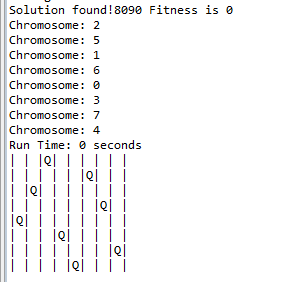 Solution found!8090 Fitness is 0
Chromosome: 2
Chromosome: 5
Chromosome: 1
Chromosome: 6
Chromosome: 0
Chromosome: 3
Chromosome: 7
Chromosome: 4
Run Time: 0 seconds
| | |Q| | | | | |
| | | | | |Q| | |
| |Q| | | | | | |
| | | | | | |Q| |
|Q| | | | | | | |
| | | |Q| | | | |
| | | | | | | |Q|
| | | | |Q| | | |